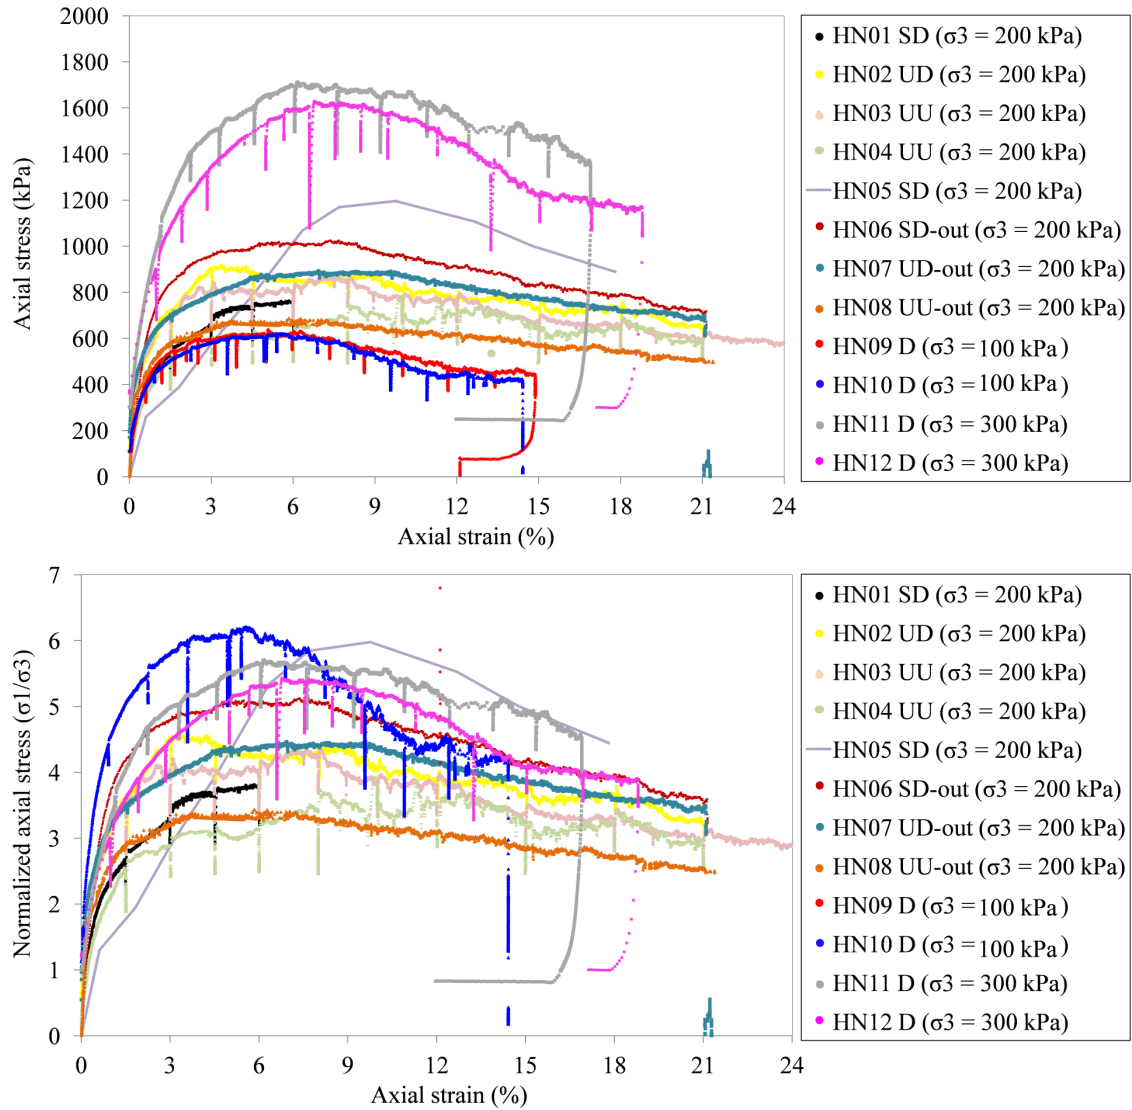 2000
1800
1600
1400
1200
1000
800
600
400
200
0
Axial stress (kPa)
0 3 6 9 12 15 18 21 24
Axial strain (%)
HN01 SD (σ3 = 200 kPa)
HN02 UD (σ3 = 200 kPa)
HN03 UU (σ3 = 200 kPa)
HN04 UU (σ3 = 200 kPa)
HN05 SD (σ3 = 200 kPa)
HN06 SD-out (σ3 = 200 kPa)
HN07 UD-out (σ3 = 200 kPa)
HN08 UU-out (σ3 = 200 kPa)
HN09 D (σ3 = 100 kPa)
HN10 D (σ3 = 100 kPa)
HN11 D (σ3 = 300 kPa)
HN12 D (σ3 = 300 kPa)
7
6
5
4
3
2
1
0
Normalized axial stress (σ1/σ3)
0 3 6 9 12 15 18 21 24
Axial strain (%)
HN01 SD (σ3 = 200 kPa)
HN02 UD (σ3 = 200 kPa)
HN03 UU (σ3 = 200 kPa)
HN04 UU (σ3 = 200 kPa)
HN05 SD (σ3 = 200 kPa)
HN06 SD-out (σ3 = 200 kPa)
HN07 UD-out (σ3 = 200 kPa)
HN08 UU-out (σ3 = 200 kPa)
HN09 D (σ3 = 100 kPa)
HN10 D (σ3 = 100 kPa)
HN11 D (σ3 = 300 kPa)
HN12 D (σ3 = 300 kPa)